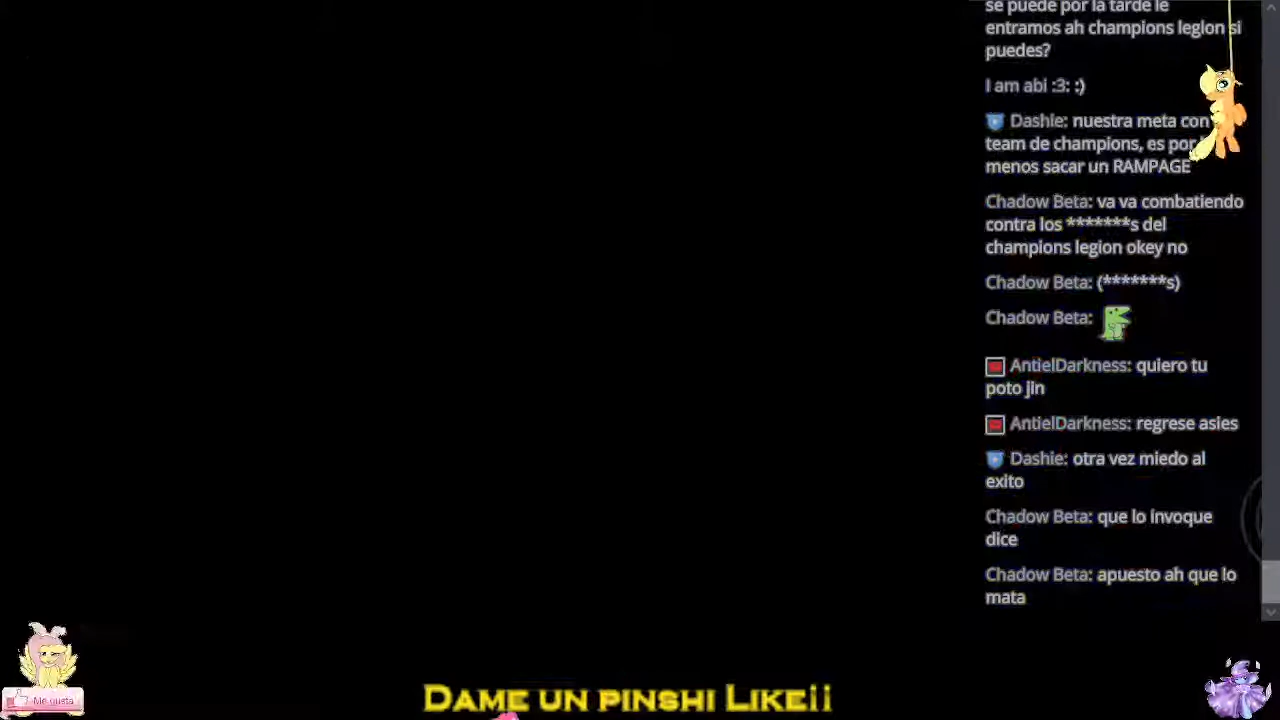 se puede por la tarde le
entramos ah champions legion si
puedes?
I am abi :3: :)
Dashie: nuestra meta con
team de champions, es por
menos sacar un RAMPAGE
Chadow Beta: va va combatiendo
contra los *******s del
champions legion okey no
Chadow Beta: (*******s)
Chadow Beta:
AntielDarkness: quiero tu
poto jin
AntielDarkness: regrese asies
Dashie: otra vez miedo al
exito
Chadow Beta: que lo invoque
dice
Chadow Beta: apuesto ah que lo
mata
Me gusta
DAME UN PINSHI LIKE¡¡